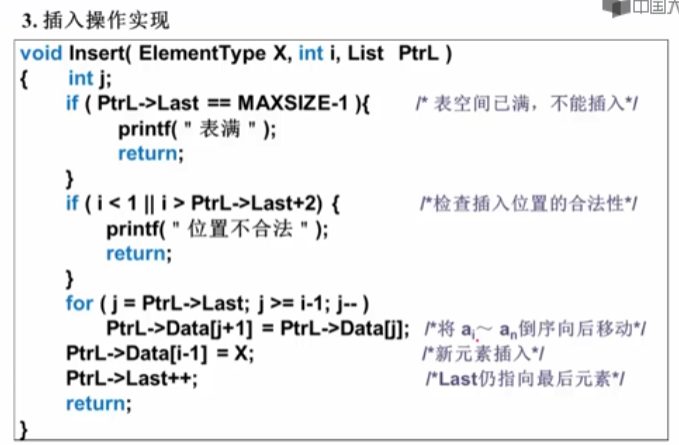 中国大
3. 插入操作实现
void Insert( ElementType X, int i, List PtrL )
{ int j;
if ( PtrL->Last == MAXSIZE-1 ){ /* 表空间已满，不能插入*/
printf( " 表满 " );
return;
}
if ( i < 1 || i > PtrL->Last+2) { /*检查插入位置的合法性*/
printf( " 位置不合法 " );
return;
}
for ( j = PtrL->Last; j >= i-1; j-- )
PtrL->Data[j+1] = PtrL->Data[j]; /*将 ai～ an倒序向后移动*/
PtrL->Data[i-1] = X; /*新元素插入*/
PtrL->Last++; /*Last仍指向最后元素*/
return;
}